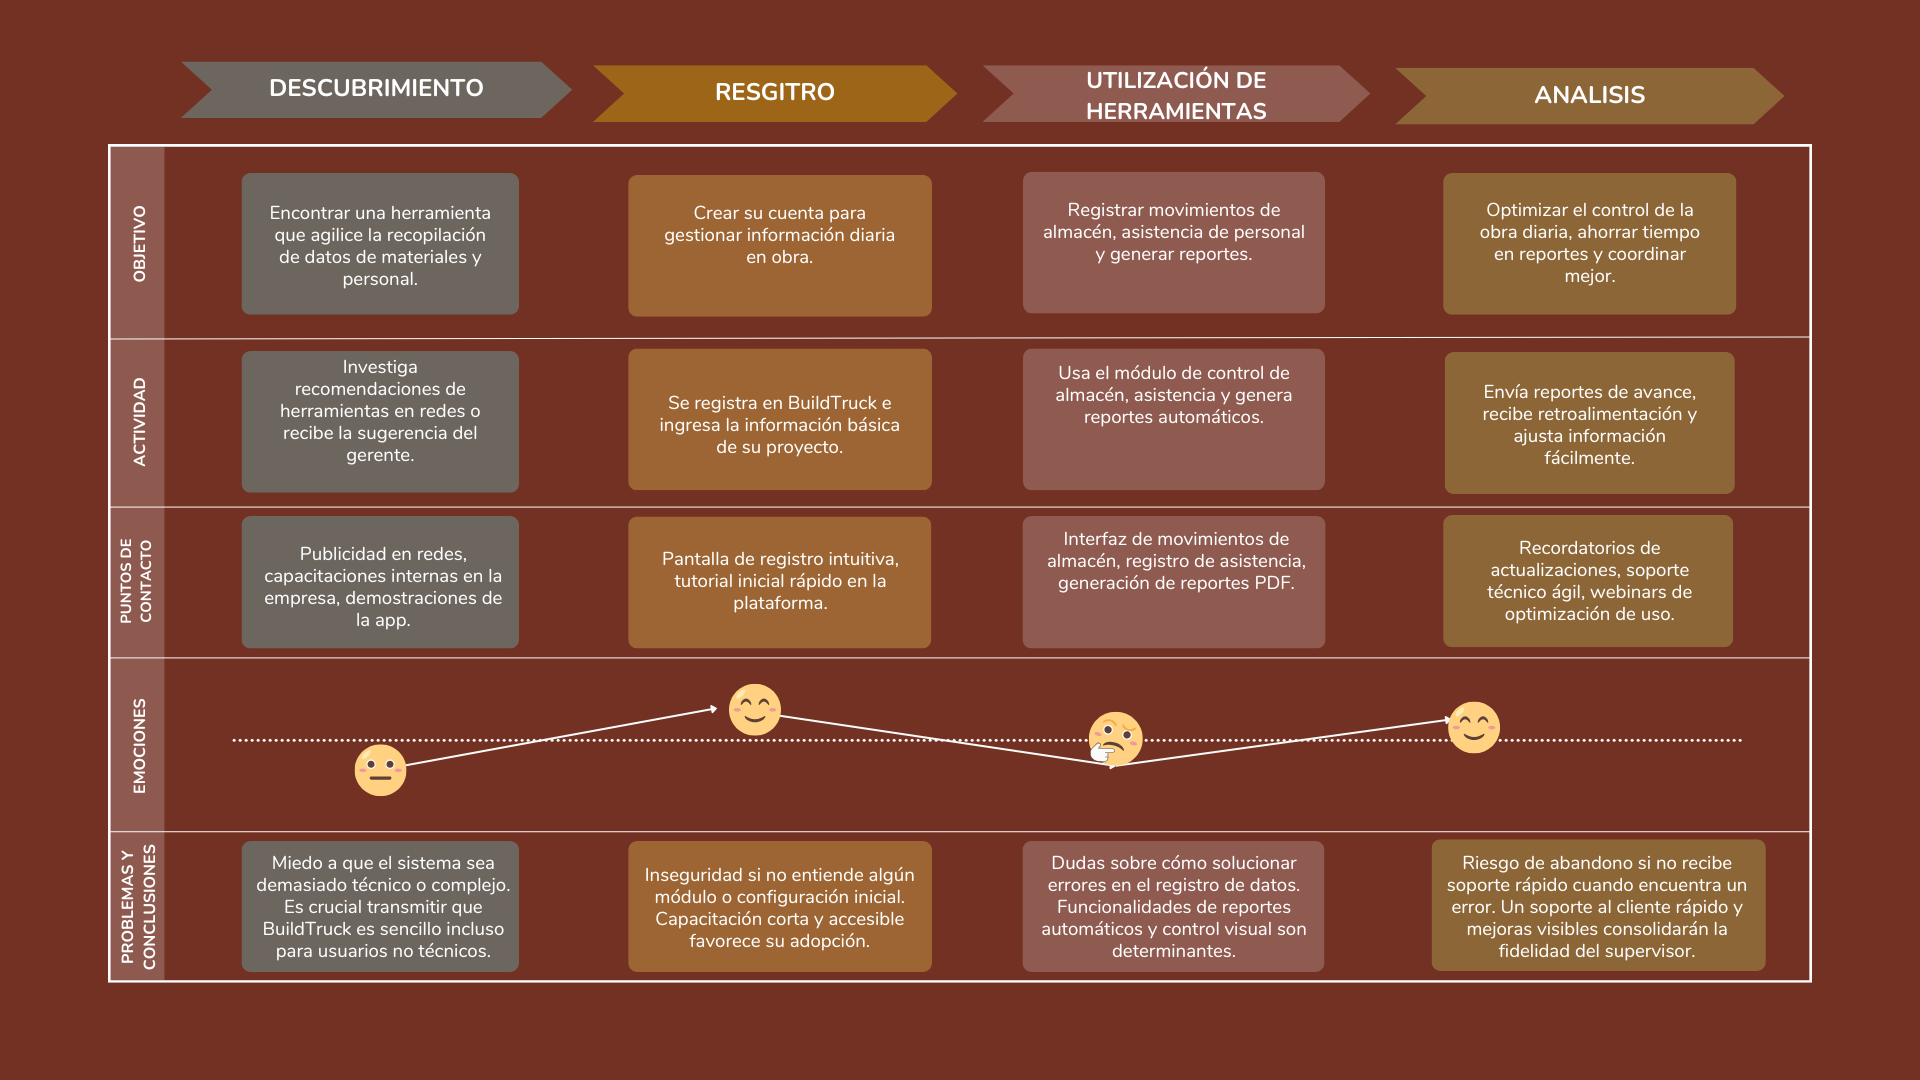 DESCUBRIMIENTO
RESGITRO
UTILIZACIÓN DE
HERRAMIENTAS
ANALISIS
OBJETIVO
Encontrar una herramienta
que agilice la recopilación
de datos de materiales y
personal.
Crear su cuenta para
gestionar información diaria
en obra.
Registrar movimientos de
almacén, asistencia de personal
y generar reportes.
Optimizar el control de la
obra diaria, ahorrar tiempo
en reportes y coordinar
mejor.
ACTIVIDAD
Investiga
recomendaciones de
herramientas en redes o
recibe la sugerencia del
gerente.
Se registra en BuildTruck e
ingresa la información básica
de su proyecto.
Usa el módulo de control de
almacén, asistencia y genera
reportes automáticos.
Envía reportes de avance,
recibe retroalimentación y
ajusta información
fácilmente.
PUNTOS DE
CONTACTO
Publicidad en redes,
capacitaciones internas en la
empresa, demostraciones de
la app.
Pantalla de registro intuitiva,
tutorial inicial rápido en la
plataforma.
Interfaz de movimientos de
almacén, registro de asistencia,
generación de reportes PDF.
Recordatorios de
actualizaciones, soporte
técnico ágil, webinars de
optimización de uso.
EMOCIONES
PROBLEMAS Y
CONCLUSIONES
Miedo a que el sistema sea
demasiado técnico o complejo.
Es crucial transmitir que
BuildTruck es sencillo incluso
para usuarios no técnicos.
Inseguridad si no entiende algún
módulo o configuración inicial.
Capacitación corta y accesible
favorece su adopción.
Dudas sobre cómo solucionar
errores en el registro de datos.
Funcionalidades de reportes
automáticos y control visual son
determinantes.
Riesgo de abandono si no recibe
soporte rápido cuando encuentra un
error. Un soporte al cliente rápido y
mejoras visibles consolidarán la
fidelidad del supervisor.